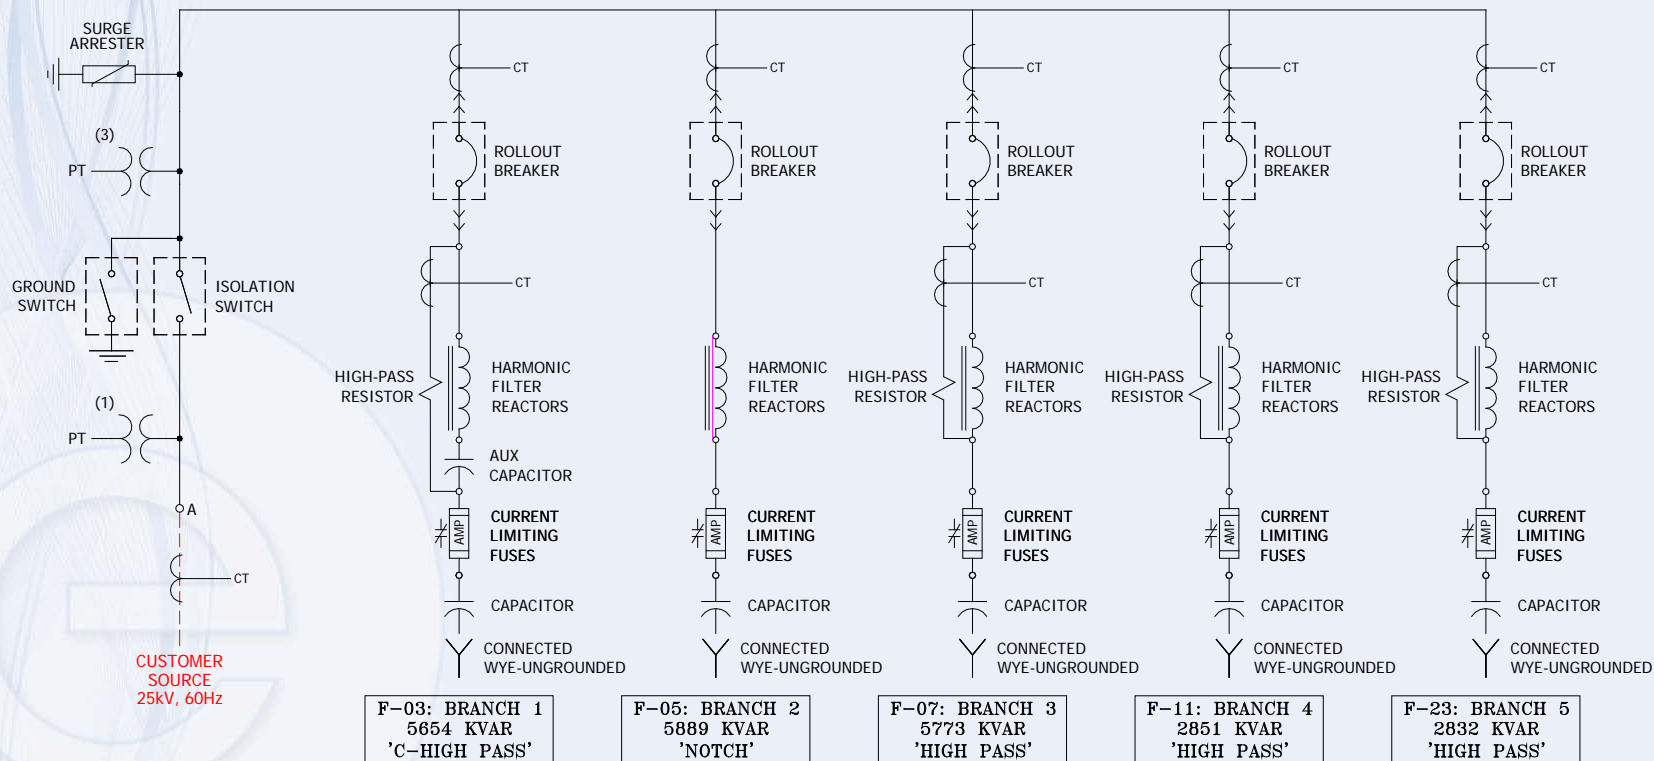 SURGE
ARRESTER
(3)
PT
GROUND
SWITCH
ISOLATION
SWITCH
(1)
PT
A
CT
CUSTOMER
SOURCE
25kV, 60Hz
CT
ROLLOUT
BREAKER
CT
HIGH-PASS
RESISTOR
HARMONIC
FILTER
REACTORS
AUX
CAPACITOR
AMP
CURRENT
LIMITING
FUSES
CAPACITOR
CONNECTED
WYE-UNGROUNDED
F-03: BRANCH 1
5654 KVAR
'C-HIGH PASS'
CT
ROLLOUT
BREAKER
HARMONIC
FILTER
REACTORS
AMP
CURRENT
LIMITING
FUSES
CAPACITOR
CONNECTED
WYE-UNGROUNDED
F-05: BRANCH 2
5889 KVAR
'NOTCH'
CT
ROLLOUT
BREAKER
CT
HIGH-PASS
RESISTOR
HARMONIC
FILTER
REACTORS
AMP
CURRENT
LIMITING
FUSES
CAPACITOR
CONNECTED
WYE-UNGROUNDED
F-07: BRANCH 3
5773 KVAR
'HIGH PASS'
CT
ROLLOUT
BREAKER
CT
HIGH-PASS
RESISTOR
HARMONIC
FILTER
REACTORS
AMP
CURRENT
LIMITING
FUSES
CAPACITOR
CONNECTED
WYE-UNGROUNDED
F-11: BRANCH 4
2851 KVAR
'HIGH PASS'
CT
ROLLOUT
BREAKER
CT
HIGH-PASS
RESISTOR
HARMONIC
FILTER
REACTORS
AMP
CURRENT
LIMITING
FUSES
CAPACITOR
CONNECTED
WYE-UNGROUNDED
F-23: BRANCH 5
2832 KVAR
'HIGH PASS'